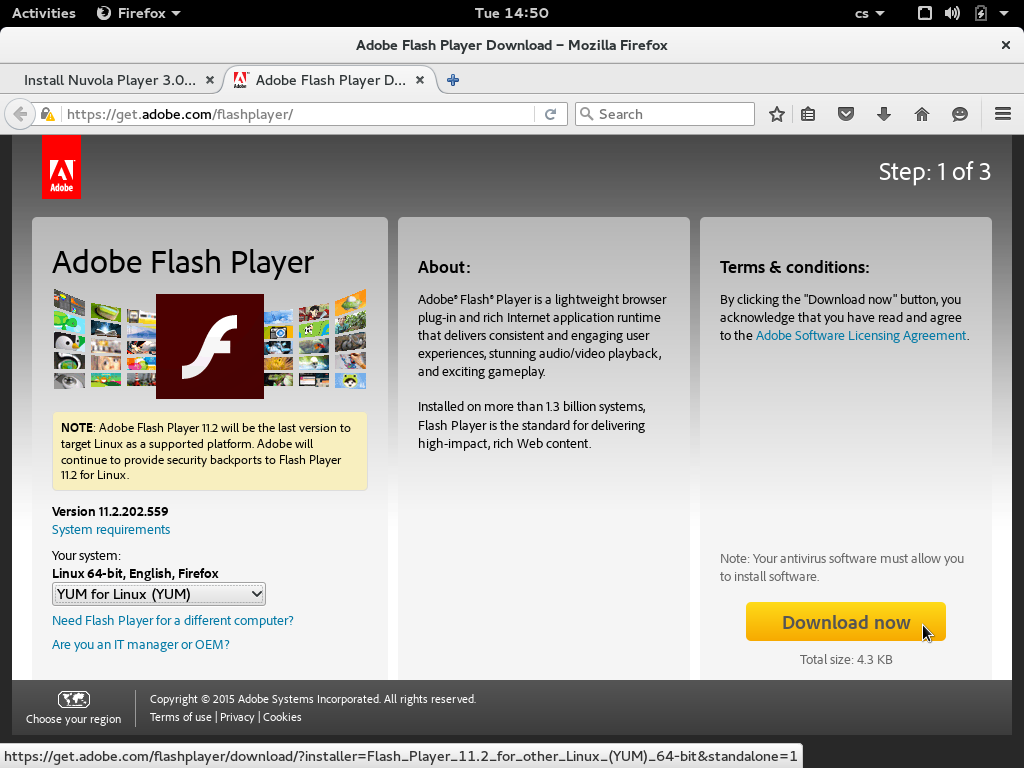 Activities Firefox Tue 14:50 cs
Adobe Flash Player Download – Mozilla Firefox
Install Nuvola Player 3.0... Adobe Flash Player D...
https://get.adobe.com/flashplayer/ Search
Adobe
Step: 1 of 3
Adobe Flash Player
NOTE: Adobe Flash Player 11.2 will be the last version to
target Linux as a supported platform. Adobe will
continue to provide security backports to Flash Player
11.2 for Linux.
Version 11.2.202.559
System requirements
Your system:
Linux 64-bit, English, Firefox
YUM for Linux (YUM)
Need Flash Player for a different computer?
Are you an IT manager or OEM?
About:
Adobe® Flash® Player is a lightweight browser
plug-in and rich Internet application runtime
that delivers consistent and engaging user
experiences, stunning audio/video playback,
and exciting gameplay.
Installed on more than 1.3 billion systems,
Flash Player is the standard for delivering
high-impact, rich Web content.
Terms & conditions:
By clicking the "Download now" button, you
acknowledge that you have read and agree
to the Adobe Software Licensing Agreement.
Note: Your antivirus software must allow you
to install software.
Download now
Total size: 4.3 KB
Choose your region
Copyright © 2015 Adobe Systems Incorporated. All rights reserved.
Terms of use | Privacy | Cookies
https://get.adobe.com/flashplayer/download/?installer=Flash_Player_11.2_for_other_Linux_(YUM)_64-bit&standalone=1